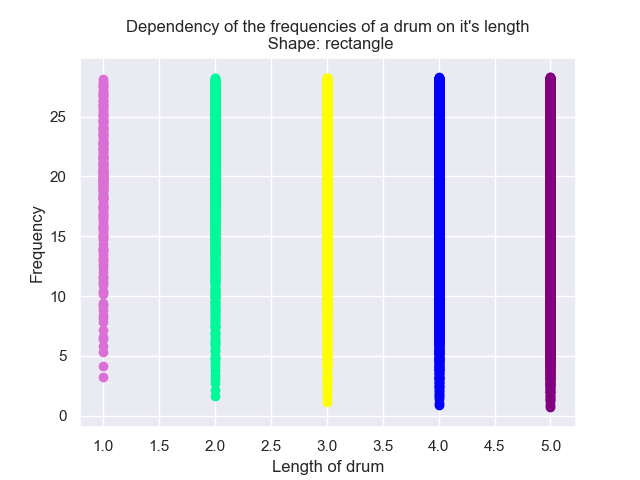 Dependency of the frequencies of a drum on it's length
Shape: rectangle
Frequency
25
20
15
10
5
0
1.0 1.5 2.0 2.5 3.0 3.5 4.0 4.5 5.0
Length of drum